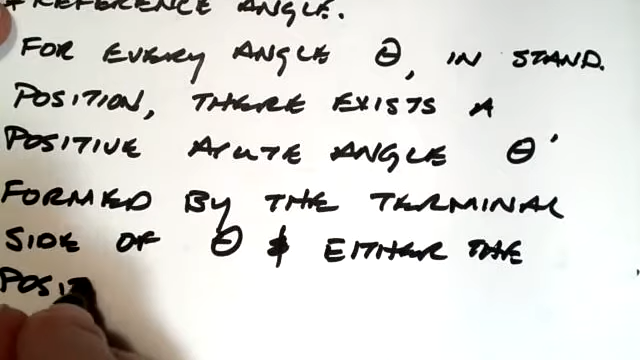 * REFERENCE ANGLE.
FOR EVERY ANGLE θ, IN STAND.
POSITION, THERE EXISTS A
POSITIVE ACUTE ANGLE θ'
FORMED BY THE TERMINAL
SIDE OF θ & EITHER THE
POSI